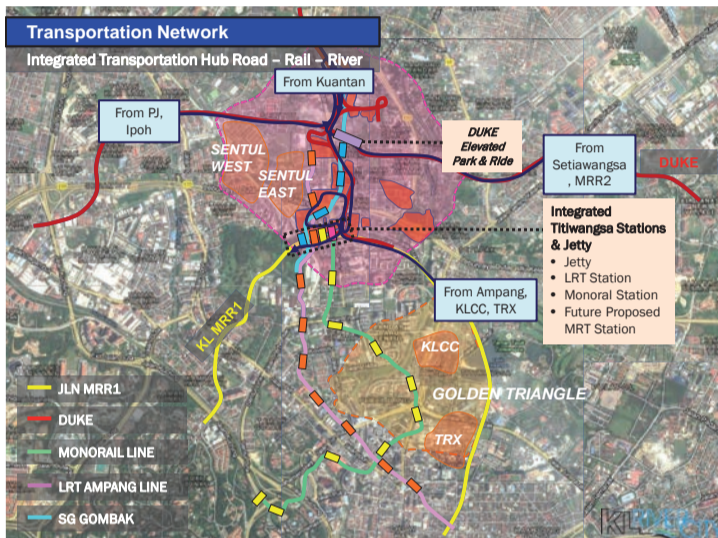 Transportation Network
Integrated Transportation Hub Road – Rail – River
From Kuantan
From PJ,
Ipoh
SENTUL
WEST
SENTUL
EAST
DUKE
Elevated
Park & Ride
From
Setiawangsa
, MRR2
DUKE
Integrated
Titiwangsa Stations
& Jetty
• Jetty
• LRT Station
• Monoral Station
• Future Proposed
MRT Station
From Ampang,
KLCC, TRX
KL MRR1
KLCC
GOLDEN TRIANGLE
TRX
JLN MRR1
DUKE
MONORAIL LINE
LRT AMPANG LINE
SG GOMBAK